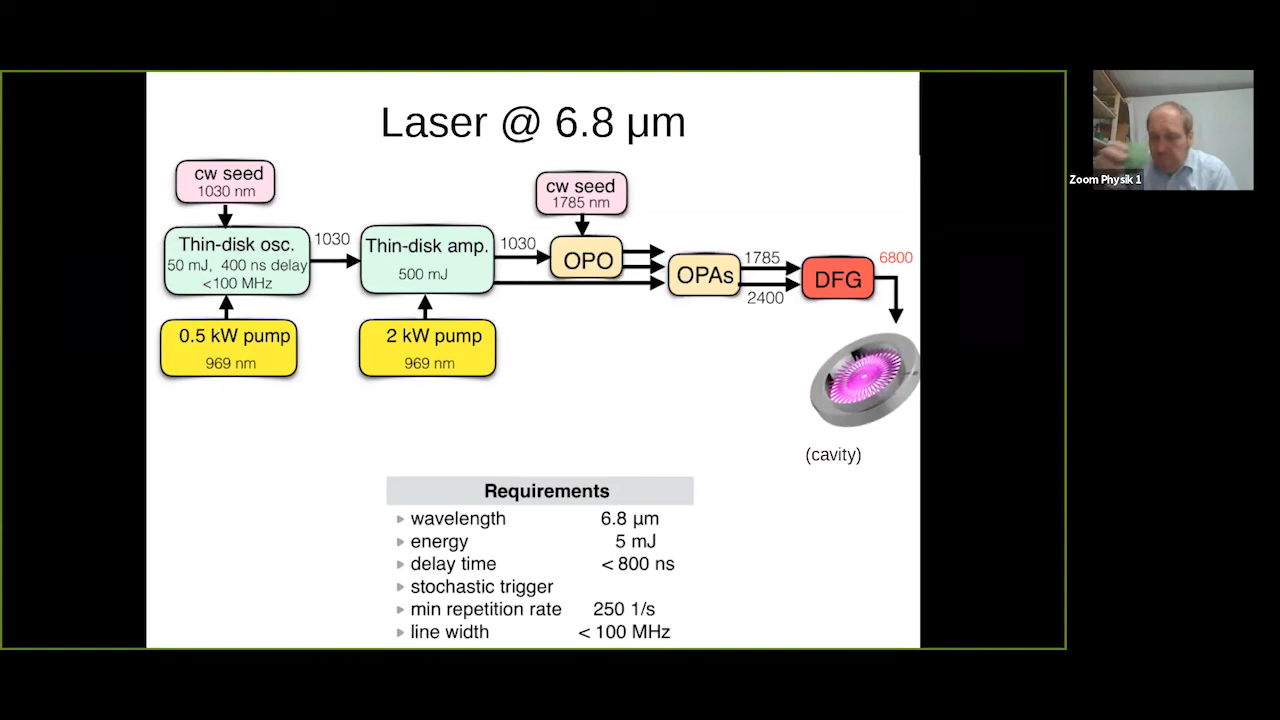 Laser @ 6.8 μm
cw seed
1030 nm
cw seed
1785 nm
Thin-disk osc.
50 mJ, 400 ns delay
<100 MHz
1030
Thin-disk amp.
500 mJ
1030
OPO
OPAs
1785
2400
DFG
6800
0.5 kW pump
969 nm
2 kW pump
969 nm
(cavity)
Requirements
wavelength 6.8 μm
energy 5 mJ
delay time < 800 ns
stochastic trigger
min repetition rate 250 1/s
line width < 100 MHz
Zoom Physik 1